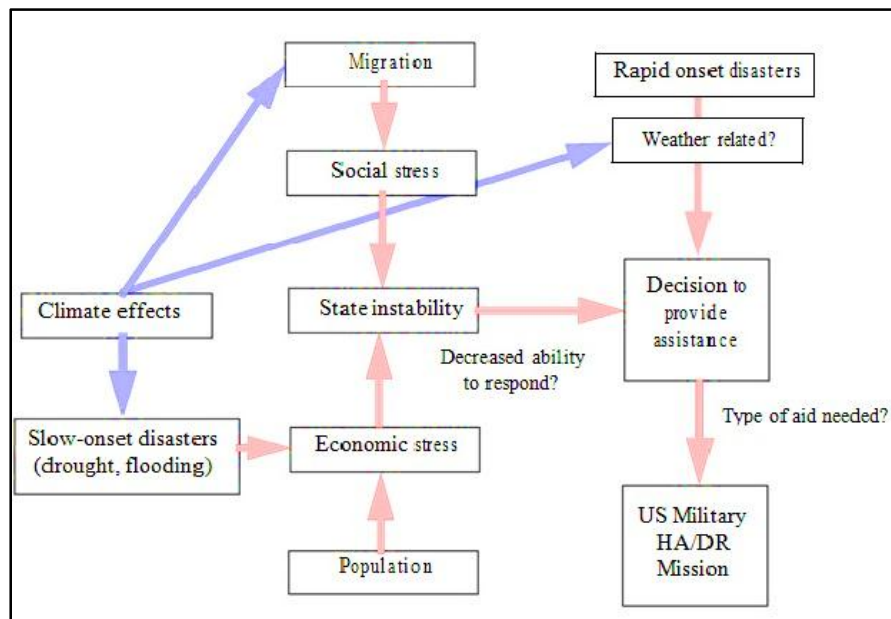 Migration
Rapid onset disasters
Weather related?
Social stress
Climate effects
State instability
Decision to
provide
assistance
Decreased ability
to respond?
Type of aid needed?
Slow-onset disasters
(drought, flooding)
Economic stress
US Military
HA/DR
Mission
Population